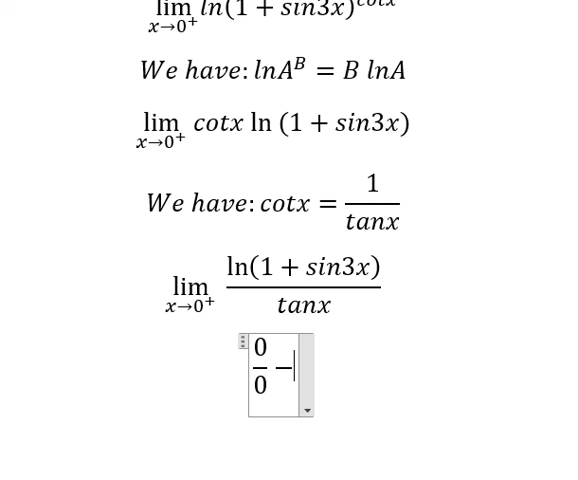 lim ln(1 + sin3x)^cotx
x→0⁺
We have: lnA^B = B lnA
lim cotx ln (1 + sin3x)
x→0⁺
We have: cotx = 1/tanx
lim ln(1 + sin3x)/tanx
x→0⁺
0/0 −